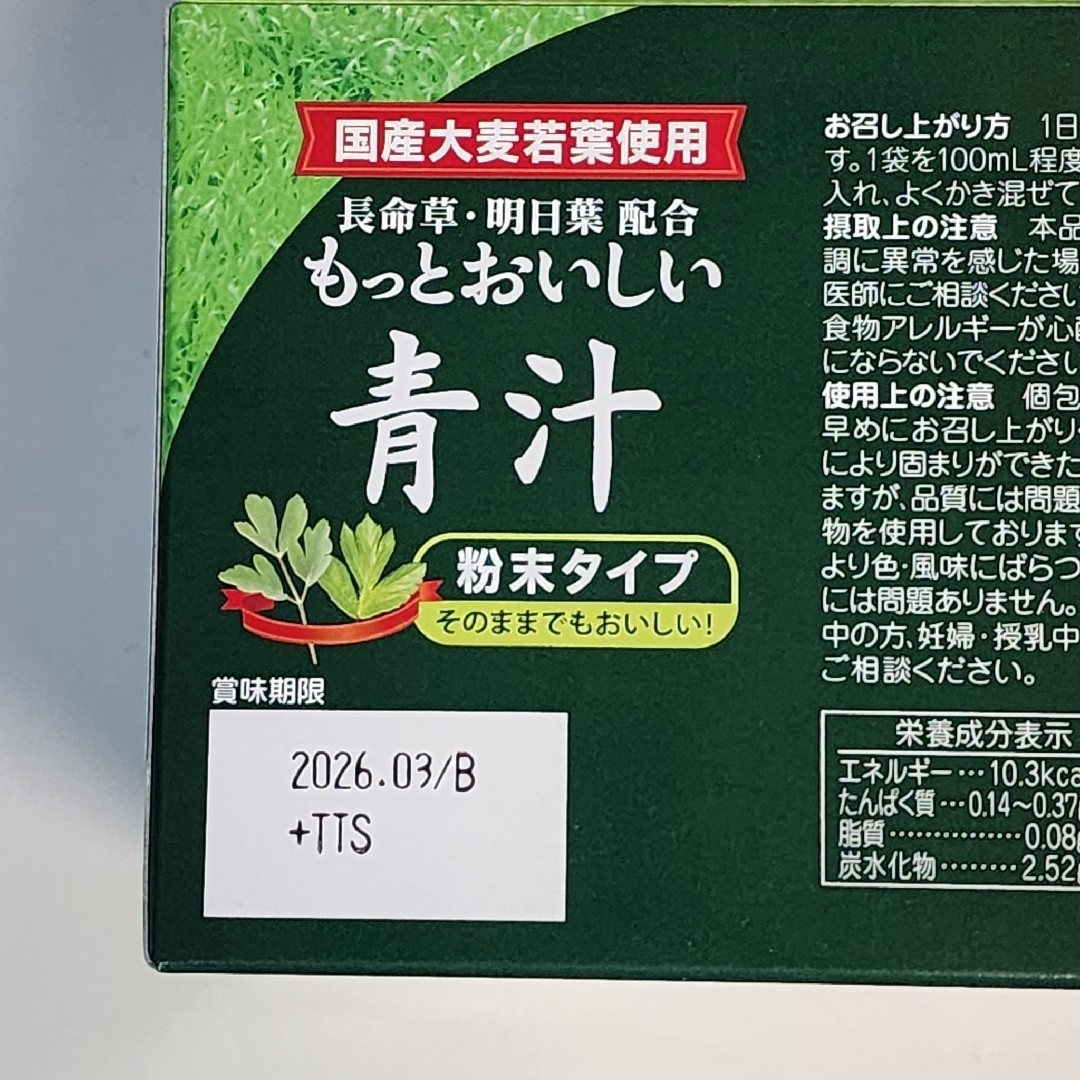 国産大麦若葉使用
長命草・明日葉 配合
もっとおいしい
青汁
粉末タイプ
そのままでもおいしい!
賞味期限
2026.03/B
+TTS
お召し上がり方 1日
す。1袋を100mL程度
入れ、よくかき混ぜて
摂取上の注意 本品
調に異常を感じた場
医師にご相談ください
食物アレルギーが心配
にならないでください
使用上の注意 個包
早めにお召し上がり
により固まりができた
ますが、品質には問題
物を使用しております
より色・風味にばらつ
には問題ありません。
中の方、妊婦・授乳中
ご相談ください。
栄養成分表示
エネルギー…10.3kca
たんぱく質…0.14~0.37
脂質……………0.08g
炭水化物………2.52g